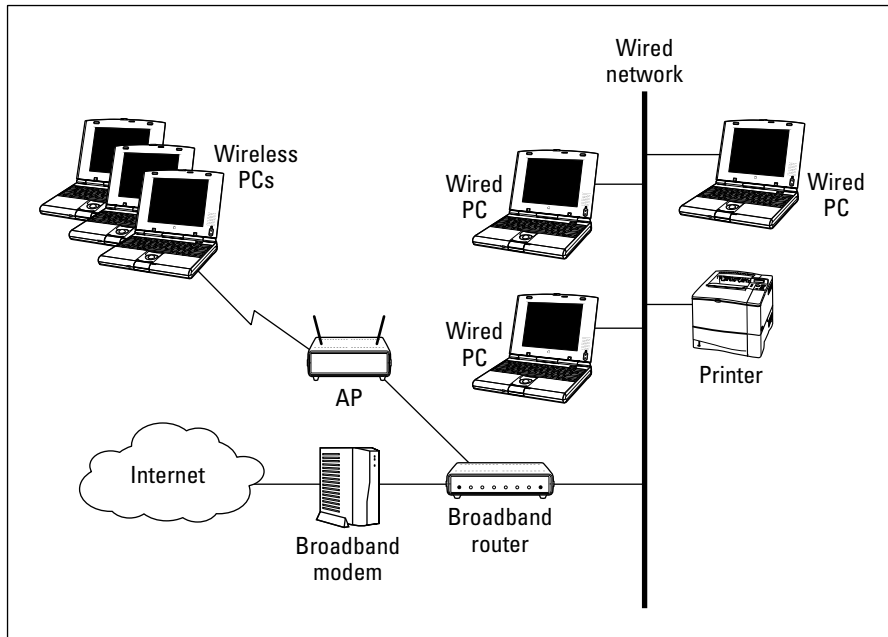 Wired
network
Wireless
PCs
Wired
PC
Wired
PC
Wired
PC
Printer
AP
Internet
Broadband
modem
Broadband
router